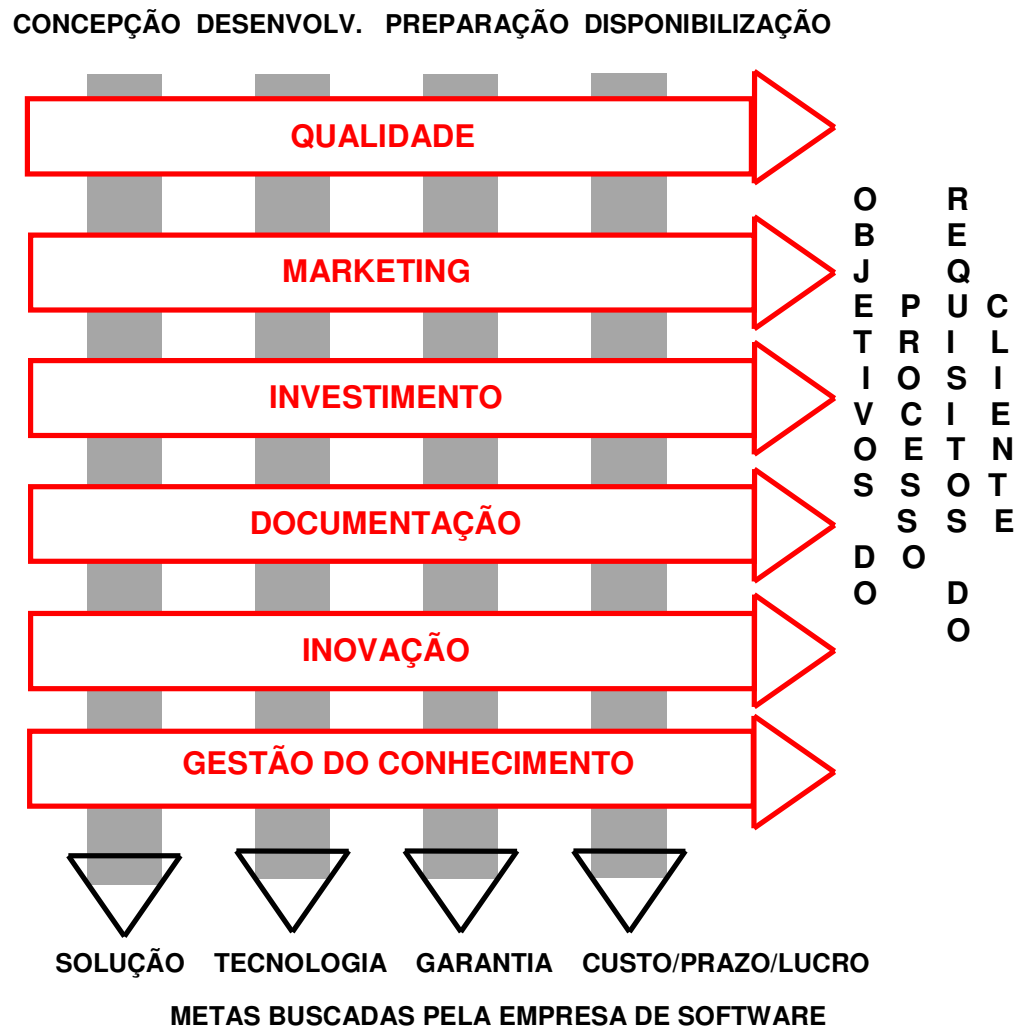 CONCEPÇÃO DESENVOLV. PREPARAÇÃO DISPONIBILIZAÇÃO
QUALIDADE
MARKETING
INVESTIMENTO
DOCUMENTAÇÃO
INOVAÇÃO
GESTÃO DO CONHECIMENTO
OBJETIVOS DO
PROCESSO
REQUISITOS DO
CLIENTE
SOLUÇÃO TECNOLOGIA GARANTIA CUSTO/PRAZO/LUCRO
METAS BUSCADAS PELA EMPRESA DE SOFTWARE